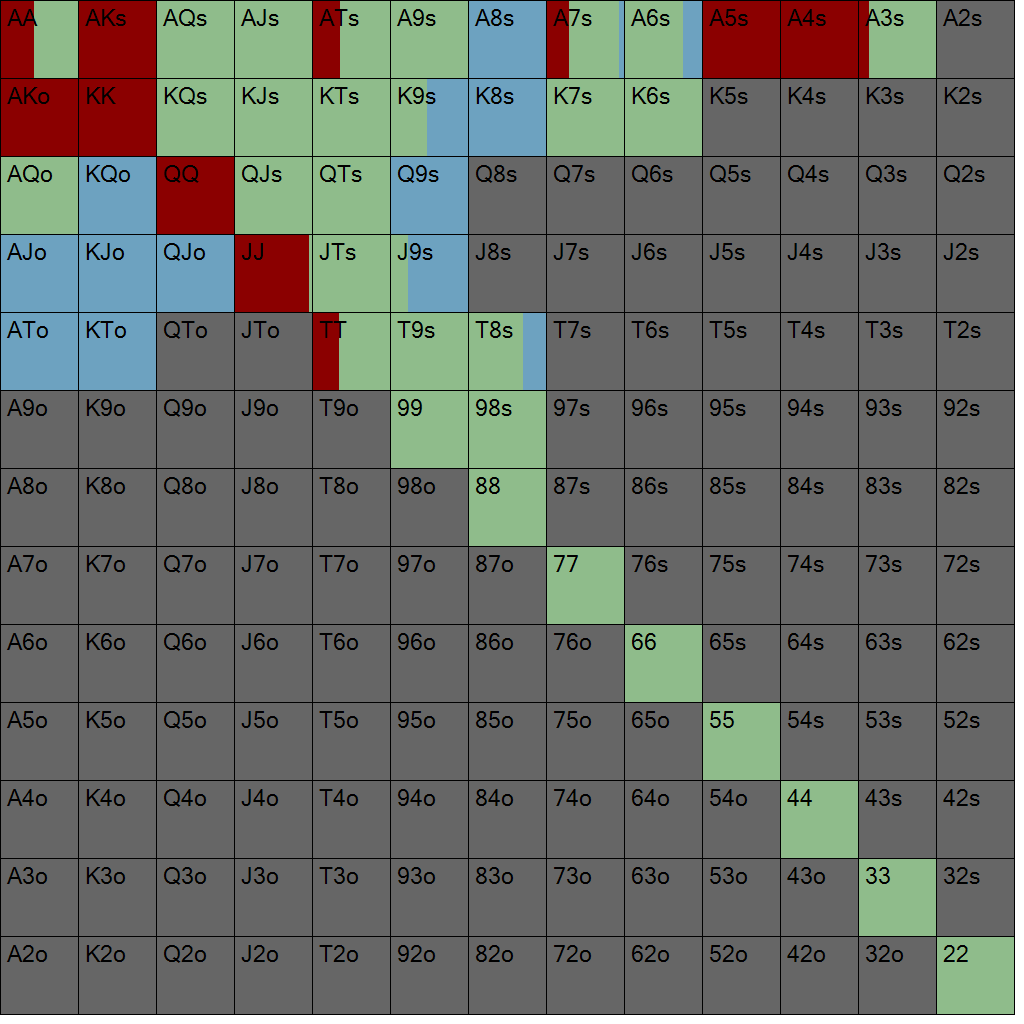 AA AKs AQs AJs ATs A9s A8s A7s A6s A5s A4s A3s A2s
AKo KK KQs KJs KTs K9s K8s K7s K6s K5s K4s K3s K2s
AQo KQo QQ QJs QTs Q9s Q8s Q7s Q6s Q5s Q4s Q3s Q2s
AJo KJo QJo JJ JTs J9s J8s J7s J6s J5s J4s J3s J2s
ATo KTo QTo JTo TT T9s T8s T7s T6s T5s T4s T3s T2s
A9o K9o Q9o J9o T9o 99 98s 97s 96s 95s 94s 93s 92s
A8o K8o Q8o J8o T8o 98o 88 87s 86s 85s 84s 83s 82s
A7o K7o Q7o J7o T7o 97o 87o 77 76s 75s 74s 73s 72s
A6o K6o Q6o J6o T6o 96o 86o 76o 66 65s 64s 63s 62s
A5o K5o Q5o J5o T5o 95o 85o 75o 65o 55 54s 53s 52s
A4o K4o Q4o J4o T4o 94o 84o 74o 64o 54o 44 43s 42s
A3o K3o Q3o J3o T3o 93o 83o 73o 63o 53o 43o 33 32s
A2o K2o Q2o J2o T2o 92o 82o 72o 62o 52o 42o 32o 22